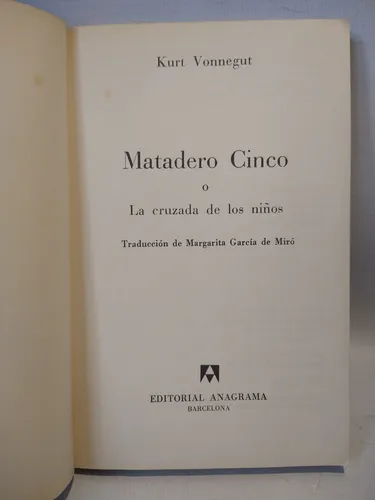 Kurt Vonnegut
Matadero Cinco
o
La cruzada de los niños
Traducción de Margarita García de Miró
EDITORIAL ANAGRAMA
BARCELONA